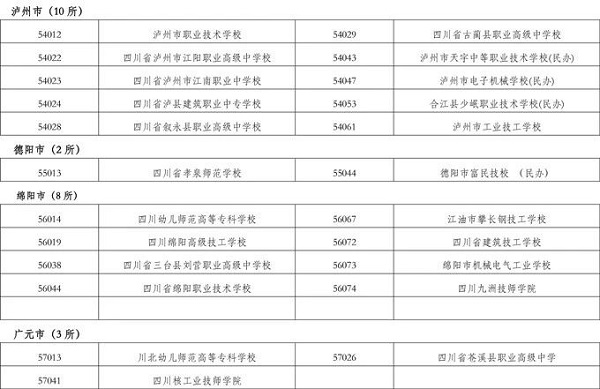 泸州市（10 所）
54012 泸州市职业技术学校 54029 四川省古蔺县职业高级中学校
54022 四川省泸州市江阳职业高级中学校 54043 泸州市天宇中等职业技术学校(民办)
54023 四川省泸州市江南职业中学校 54047 泸州市电子机械学校(民办)
54024 四川省泸县建筑职业中专学校 54053 合江县少岷职业技术学校(民办)
54028 四川省叙永县职业高级中学校 54061 泸州市工业技工学校
德阳市（2 所）
55013 四川省孝泉师范学校 55044 德阳市富民技校 （民办）
绵阳市（8 所）
56014 四川幼儿师范高等专科学校 56067 江油市攀长钢技工学校
56019 四川绵阳高级技工学校 56072 四川省建筑技工学校
56038 四川省三台县刘营职业高级中学校 56073 绵阳市机械电气工业学校
56044 四川省绵阳职业技术学校 56074 四川九洲技师学院
广元市（3 所）
57013 川北幼儿师范高等专科学校 57026 四川省苍溪县职业高级中学
57041 四川核工业技师学院